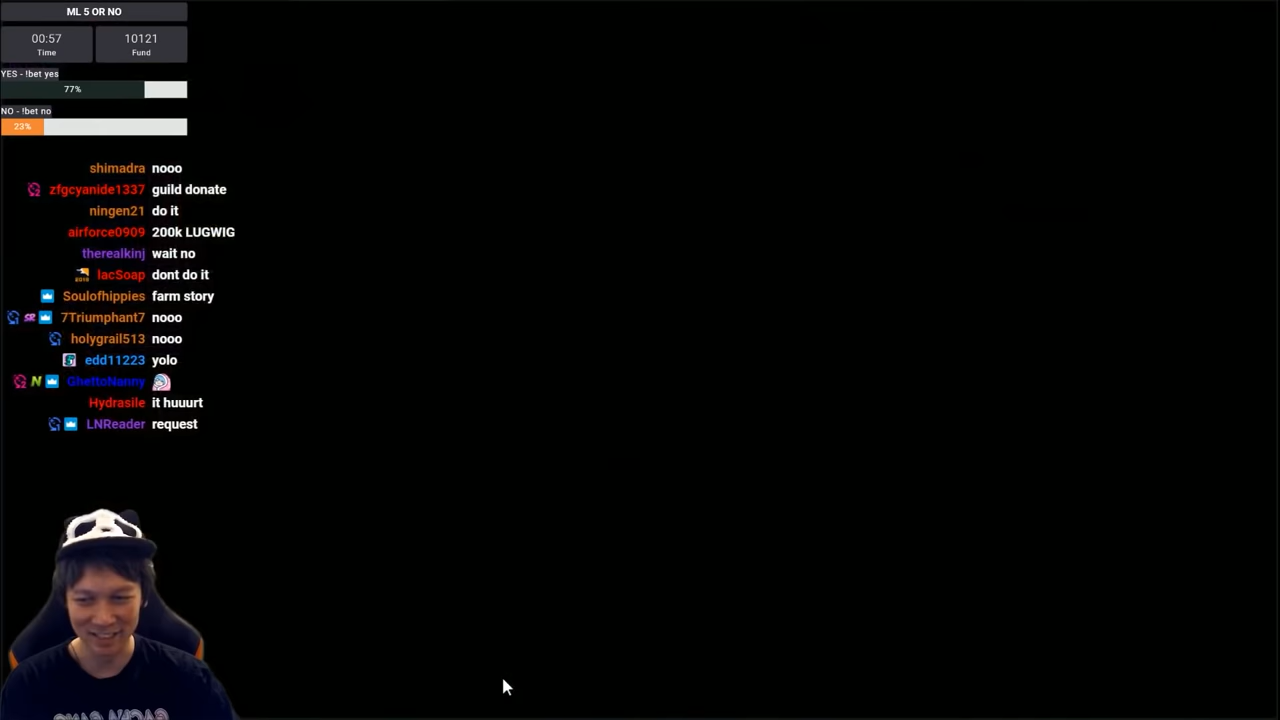 ML 5 OR NO
00:57 10121
Time Fund
YES - !bet yes
77%
NO - !bet no
23%
shimadra nooo
zfgcyanide1337 guild donate
ningen21 do it
airforce0909 200k LUGWIG
therealkinj wait no
lacSoap dont do it
Soulofhippies farm story
7Triumphant7 nooo
holygrail513 nooo
edd11223 yolo
GhettoNanny
Hydrasile it huuurt
LNReader request